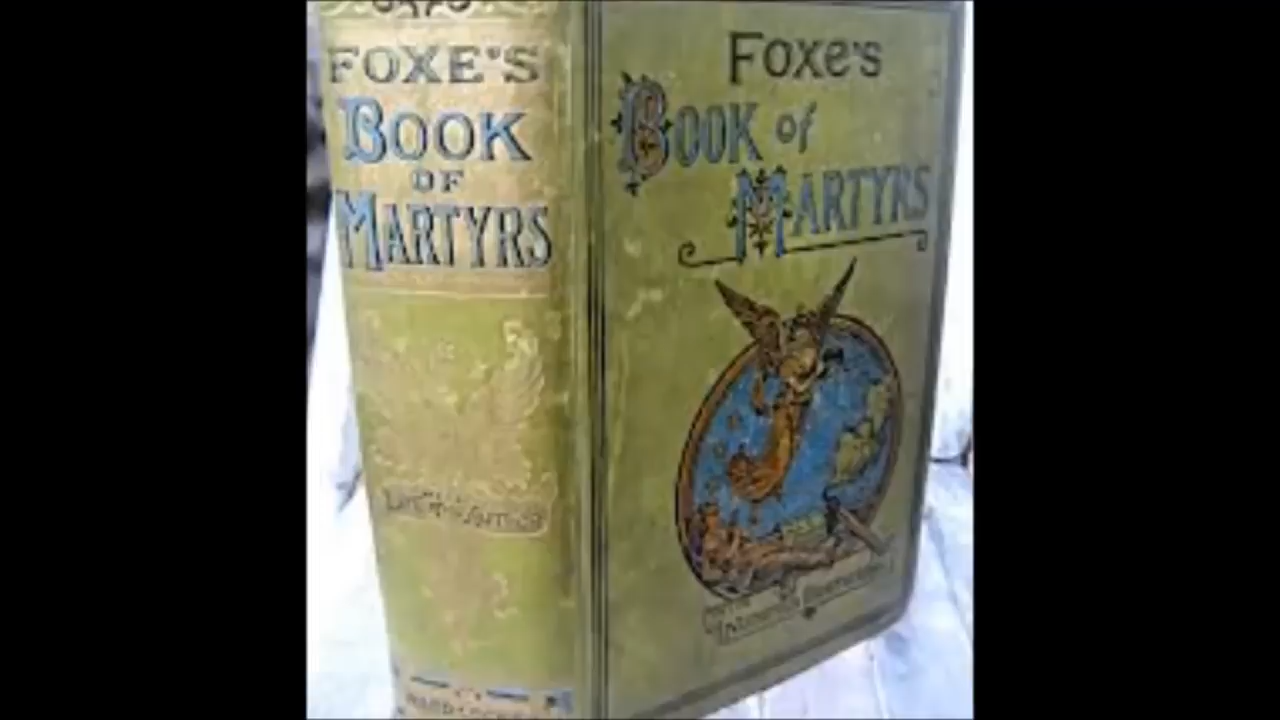 FOXE'S
BOOK
OF
MARTYRS
Foxe's
BOOK of
MARTYRS